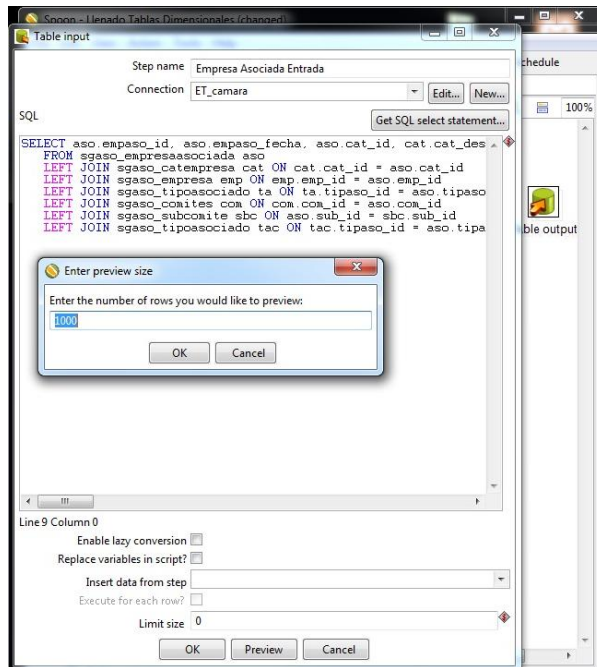 Spoon - Llenado Tablas Dimensionales (changed)
Table input
chedule
Step name Empresa Asociada Entrada
Connection ET_camara Edit... New...
100%
SQL Get SQL select statement...
SELECT aso.empaso_id, aso.empaso_fecha, aso.cat_id, cat.cat_des
FROM sgaso_empresaasociada aso
LEFT JOIN sgaso_catempresa cat ON cat.cat_id = aso.cat_id
LEFT JOIN sgaso_empresa emp ON emp.emp_id = aso.emp_id
LEFT JOIN sgaso_tipoasociado ta ON ta.tipaso_id = aso.tipaso
LEFT JOIN sgaso_comites com ON com.com_id = aso.com_id
LEFT JOIN sgaso_subcomite sbc ON aso.sub_id = sbc.sub_id
LEFT JOIN sgaso_tipoasociado tac ON tac.tipaso_id = aso.tipa
ble output
Enter preview size
Enter the number of rows you would like to preview:
1000
OK Cancel
Line 9 Column 0
Enable lazy conversion
Replace variables in script?
Insert data from step
Execute for each row?
Limit size 0
OK Preview Cancel